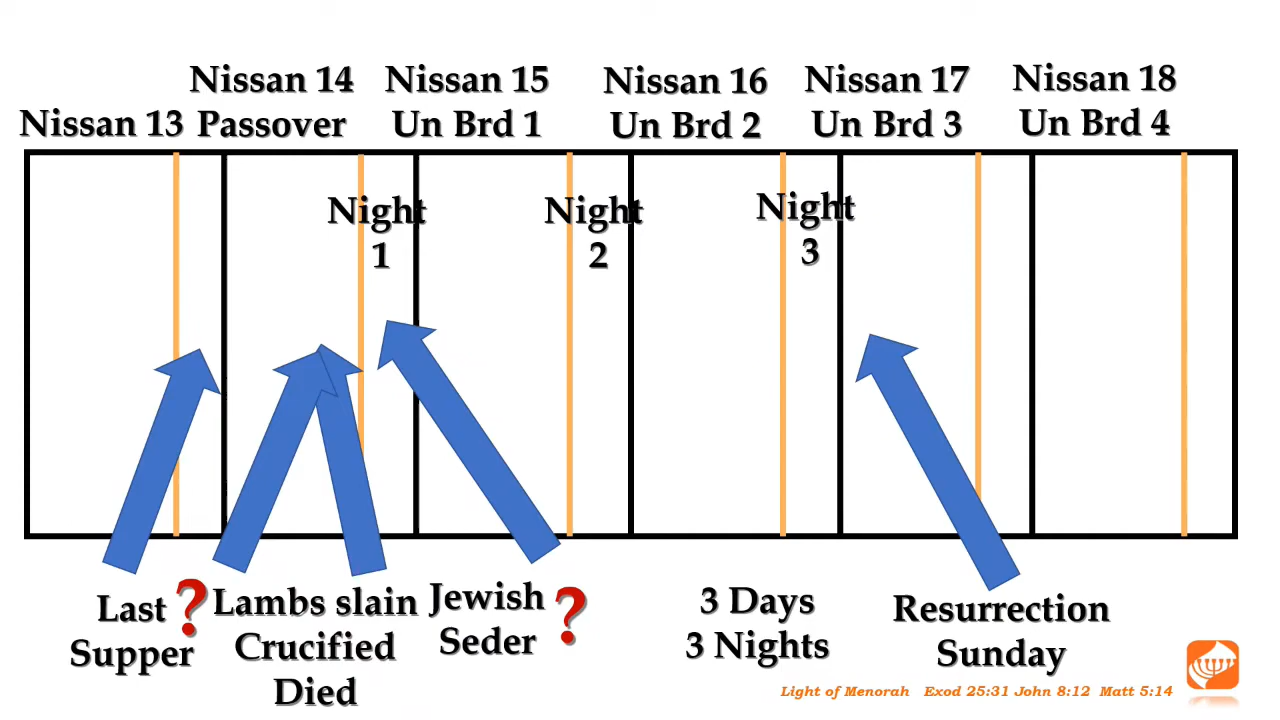 Nissan 13
Nissan 14
Passover
Nissan 15
Un Brd 1
Nissan 16
Un Brd 2
Nissan 17
Un Brd 3
Nissan 18
Un Brd 4
Night
1
Night
2
Night
3
Last
Supper
?
Lambs slain
Crucified
Died
Jewish
Seder
?
3 Days
3 Nights
Resurrection
Sunday
Light of Menorah Exod 25:31 John 8:12 Matt 5:14